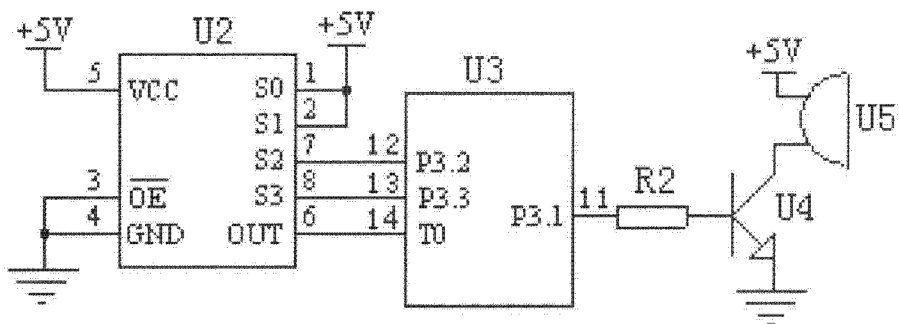 +5V
U2
+5V
5
VCC
S0
1
S1
2
S2
7
3
OE
S3
8
4
GND
OUT
6
U3
12
P3.2
13
P3.3
14
T0
P3.1
11
R2
+5V
U5
U4